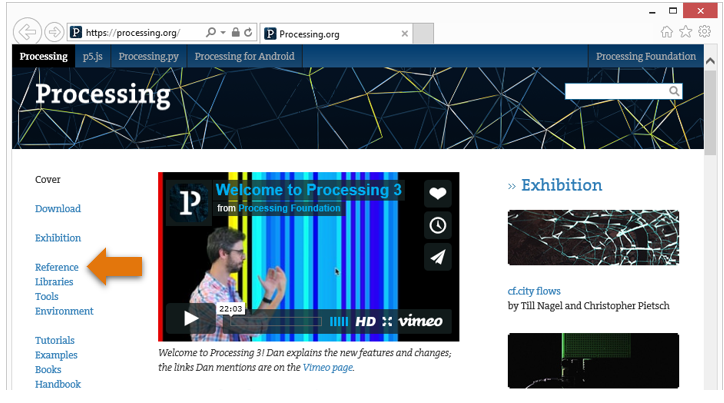 https://processing.org/
Processing.org
Processing
p5.js
Processing.py
Processing for Android
Processing Foundation
Processing
Cover
Download
Exhibition
Reference
Libraries
Tools
Environment
Tutorials
Examples
Books
Handbook
Welcome to Processing 3
from Processing Foundation
22:03
HD vimeo
Welcome to Processing 3! Dan explains the new features and changes;
the links Dan mentions are on the Vimeo page.
» Exhibition
cf.city flows
by Till Nagel and Christopher Pietsch